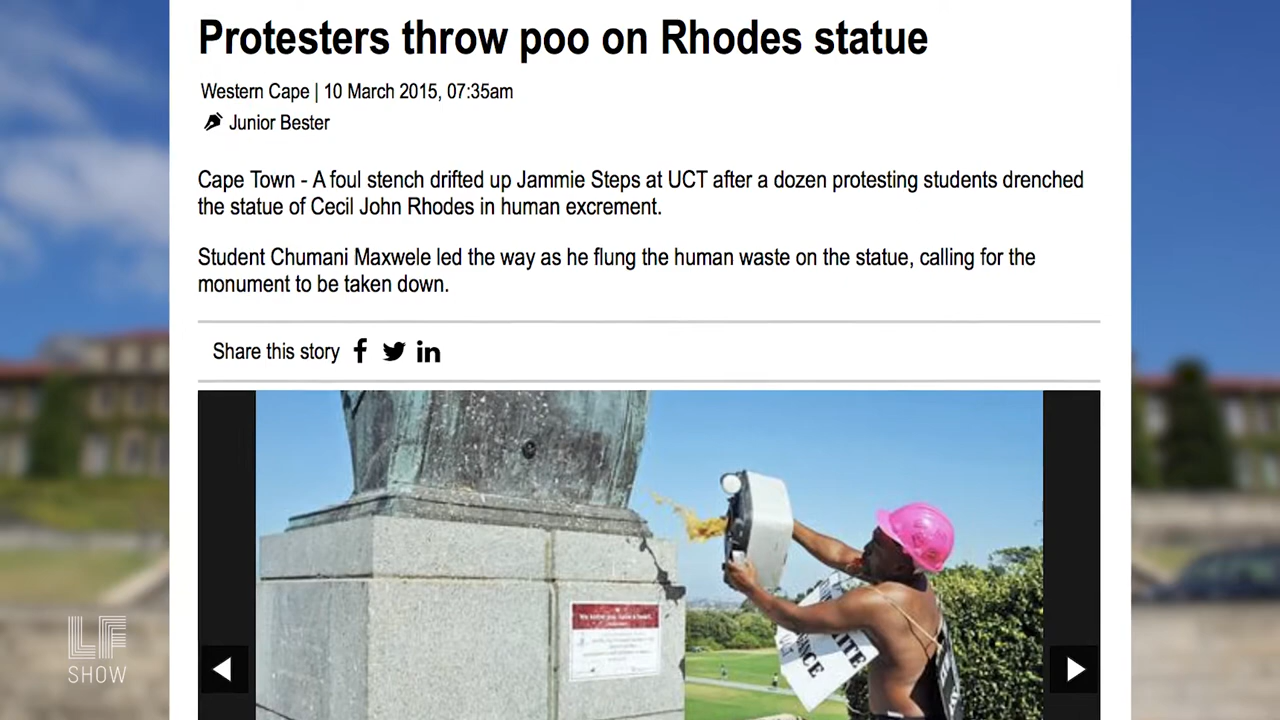 Protesters throw poo on Rhodes statue
Western Cape | 10 March 2015, 07:35am
Junior Bester
Cape Town - A foul stench drifted up Jammie Steps at UCT after a dozen protesting students drenched
the statue of Cecil John Rhodes in human excrement.
Student Chumani Maxwele led the way as he flung the human waste on the statue, calling for the
monument to be taken down.
Share this story
LF
SHOW